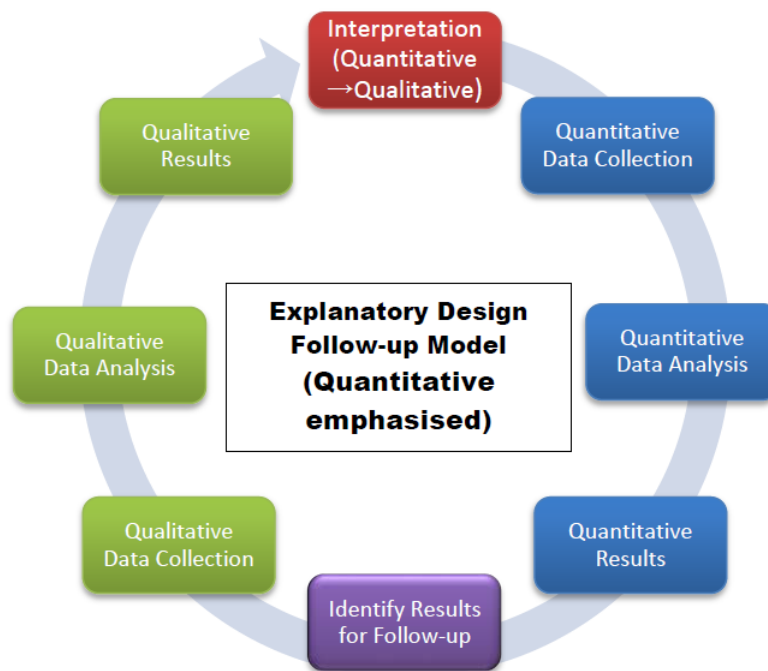 Interpretation
(Quantitative
→Qualitative)
Quantitative
Data Collection
Quantitative
Data Analysis
Quantitative
Results
Identify Results
for Follow-up
Qualitative
Data Collection
Qualitative
Data Analysis
Qualitative
Results
Explanatory Design
Follow-up Model
(Quantitative
emphasised)